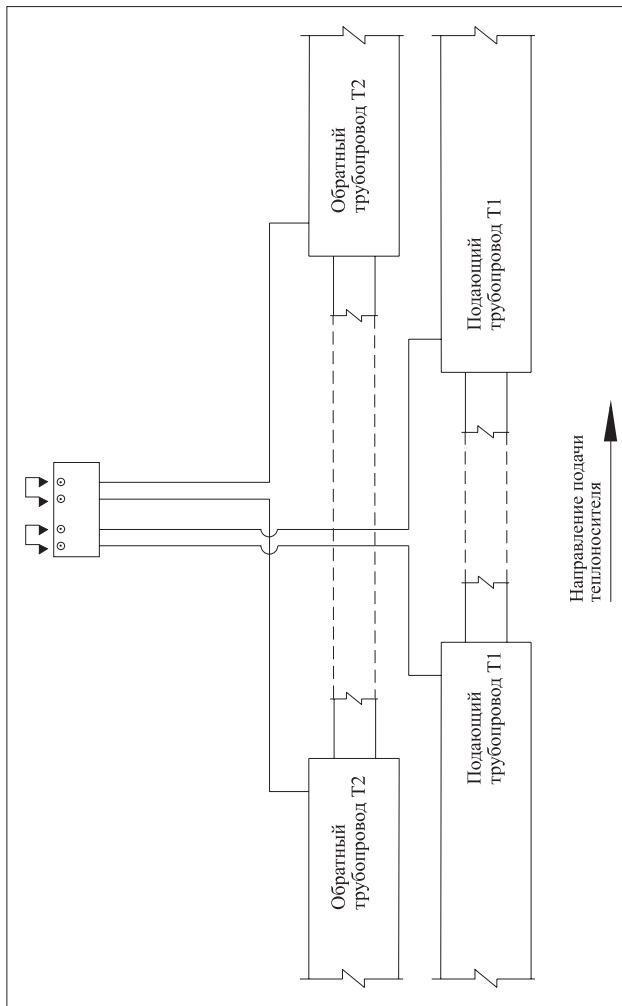 Обратный
трубопровод Т2
Обратный
трубопровод Т2
Подающий
трубопровод Т1
Подающий
трубопровод Т1
Направление подачи
теплоносителя